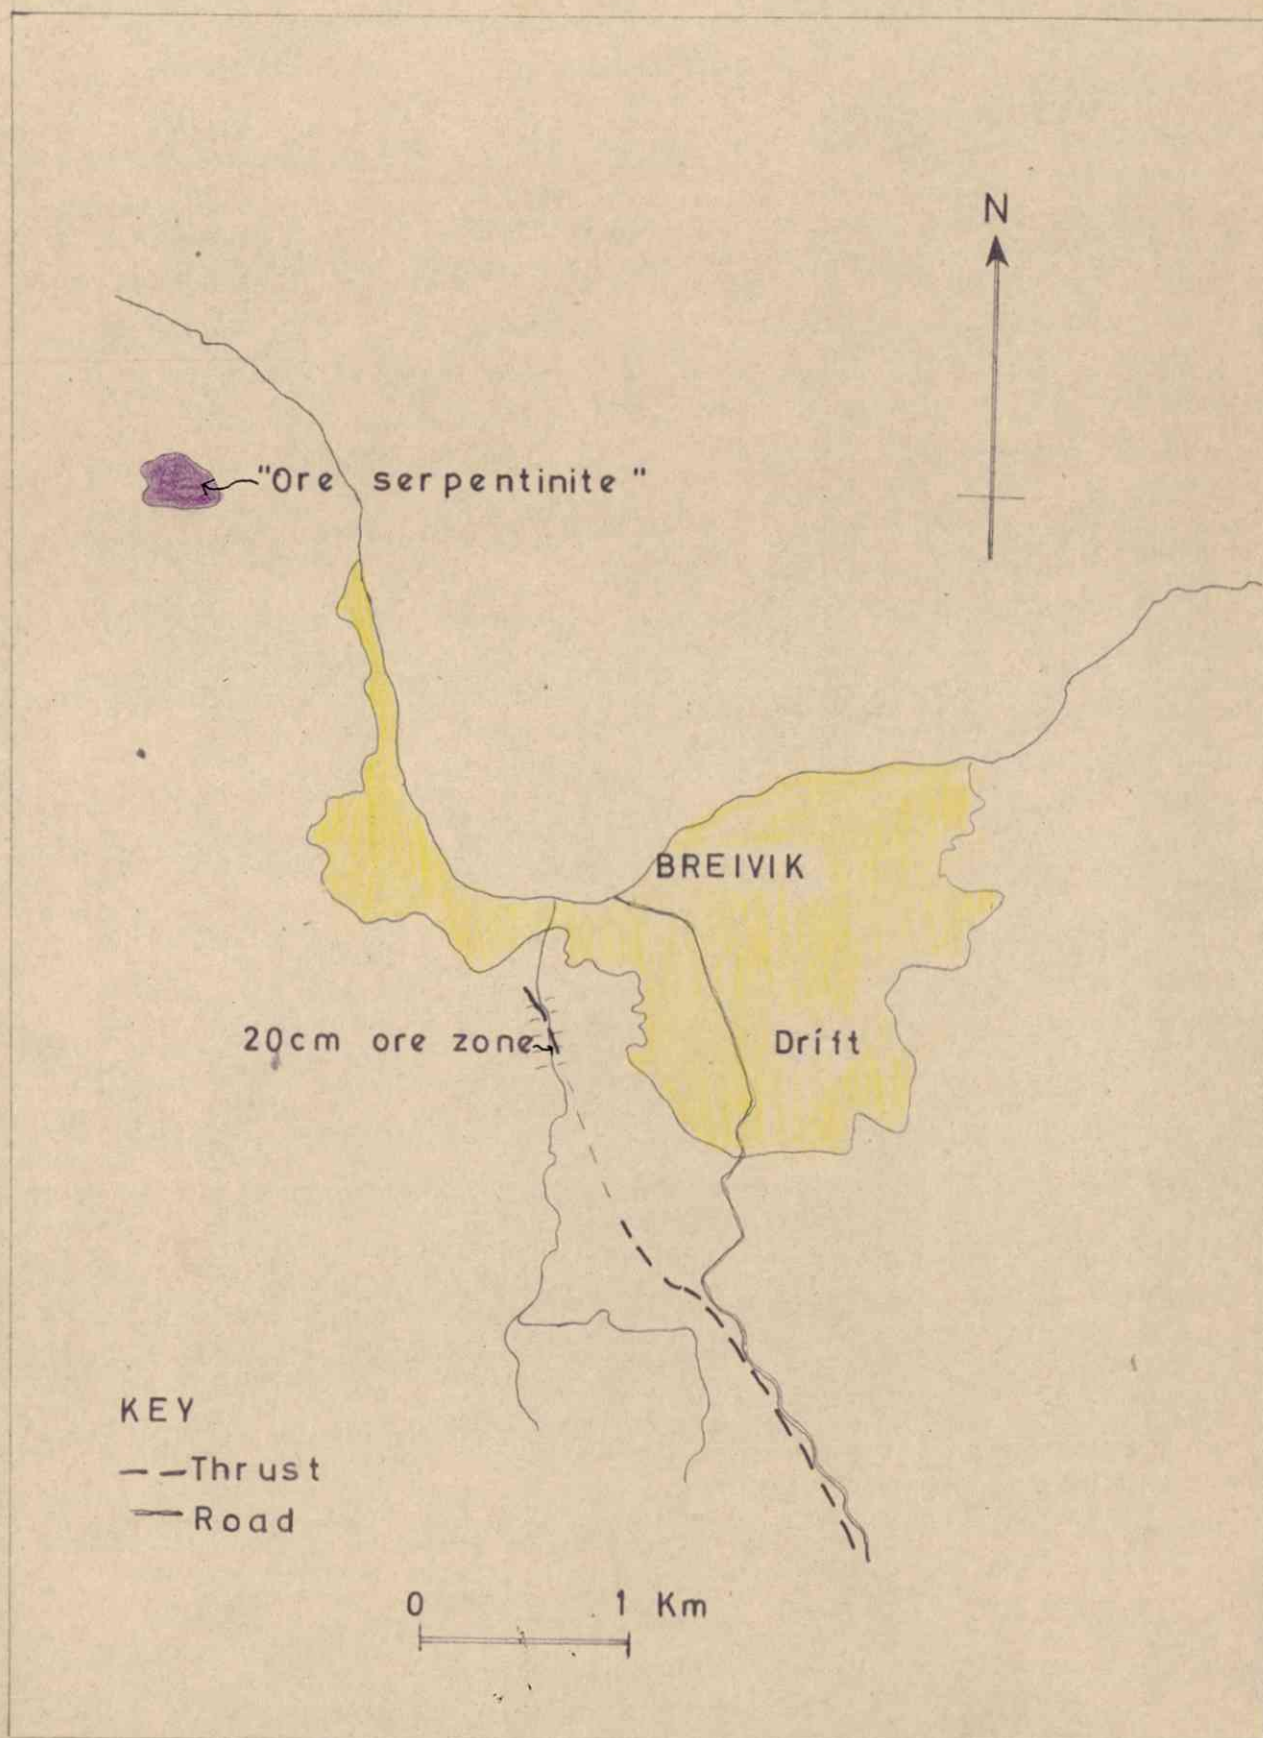 N
"Ore serpentinite"
BREIVIK
20cm ore zone
Drift
KEY
Thrust
Road
0 1 Km